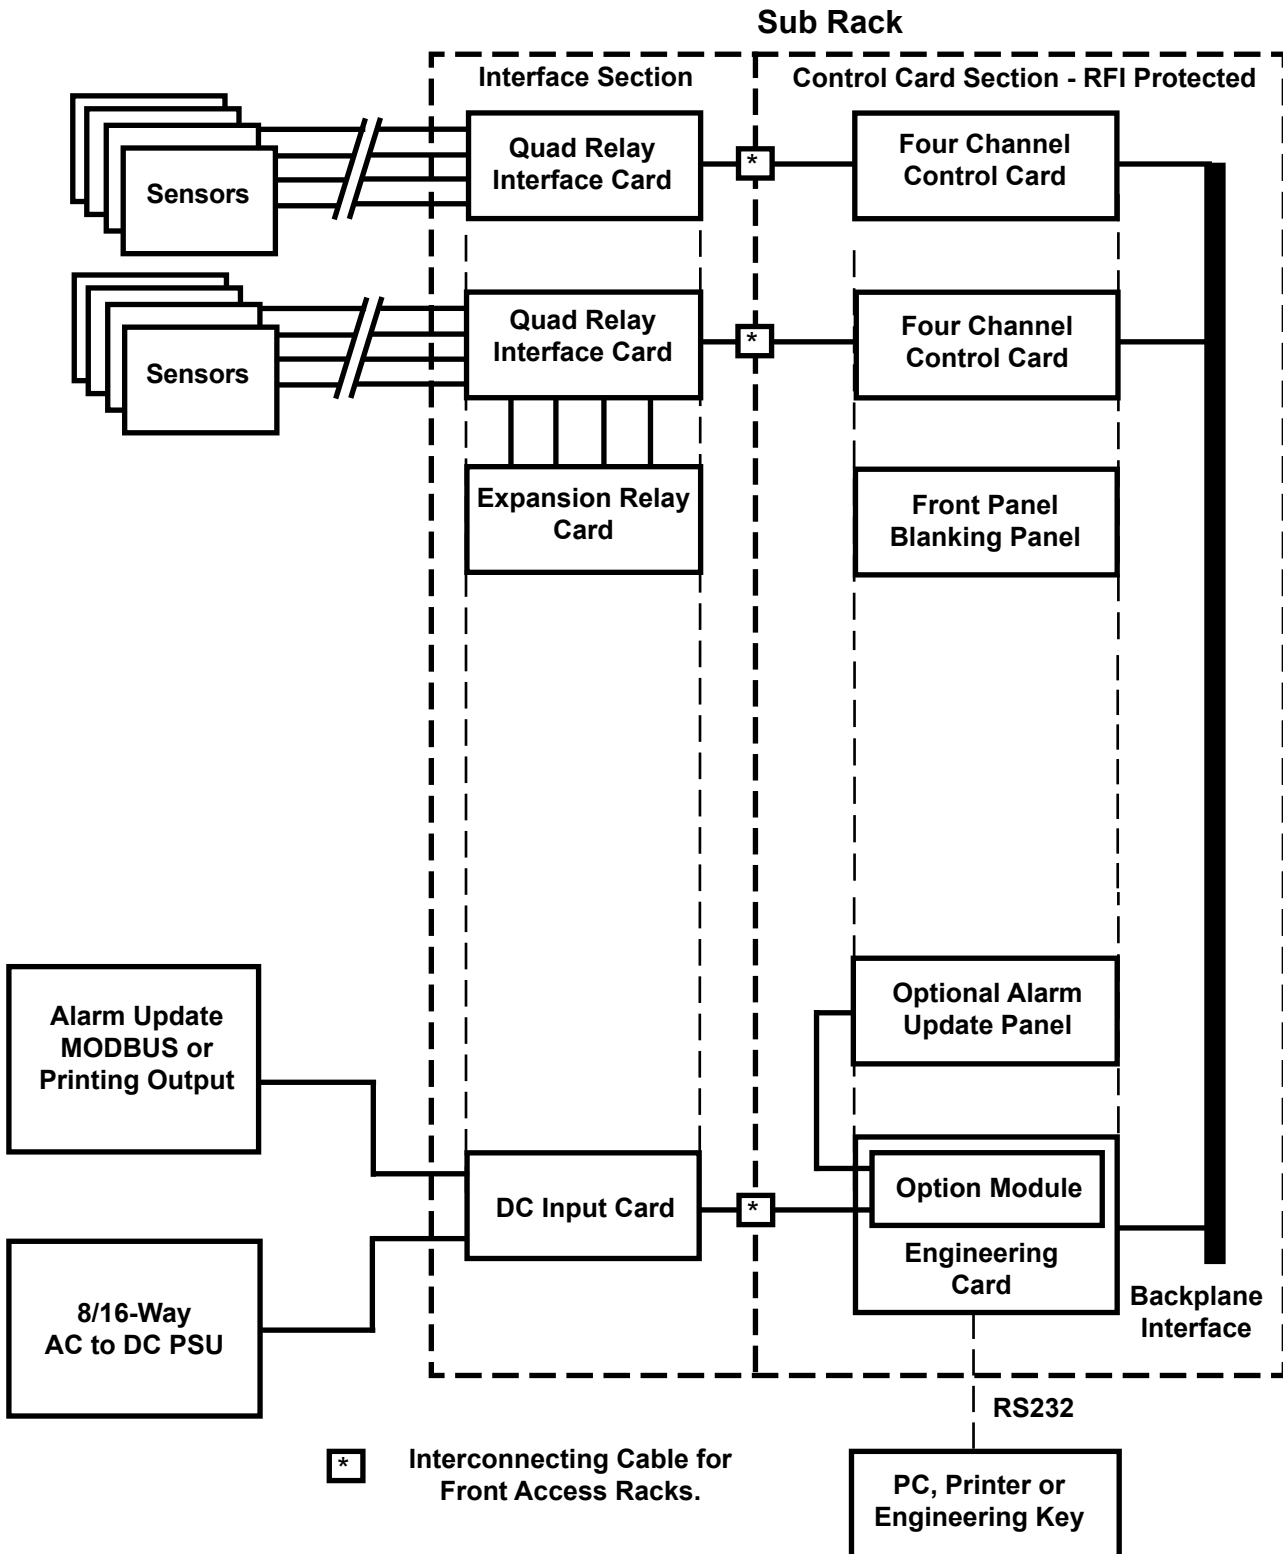 Sub Rack
Interface Section
Control Card Section - RFI Protected
Sensors
Quad Relay
Interface Card
*
Four Channel
Control Card
Sensors
Quad Relay
Interface Card
*
Four Channel
Control Card
Expansion Relay
Card
Front Panel
Blanking Panel
Alarm Update
MODBUS or
Printing Output
Optional Alarm
Update Panel
DC Input Card
*
Option Module
Engineering
Card
8/16-Way
AC to DC PSU
Backplane
Interface
RS232
*
Interconnecting Cable for
Front Access Racks.
PC, Printer or
Engineering Key